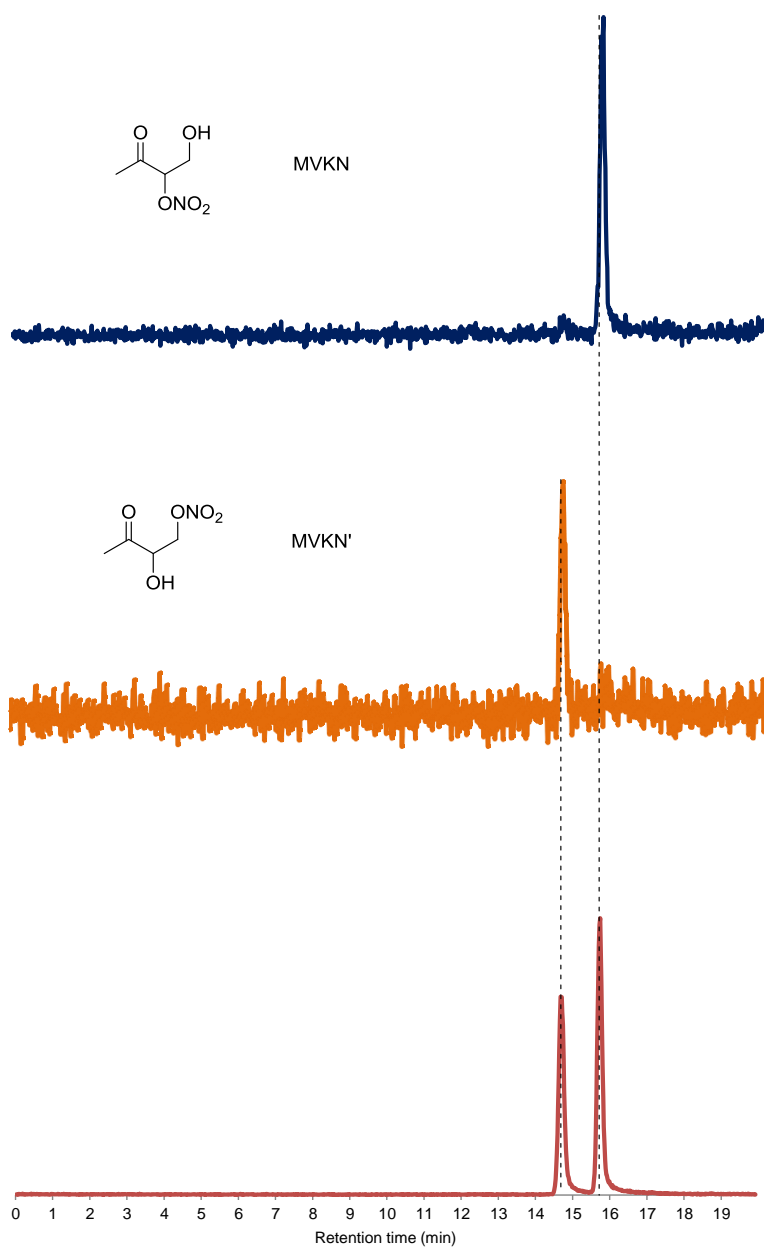 O OH
MVKN
ONO2
O ONO2
MVKN'
OH
0 1 2 3 4 5 6 7 8 9 10 11 12 13 14 15 16 17 18 19
Retention time (min)